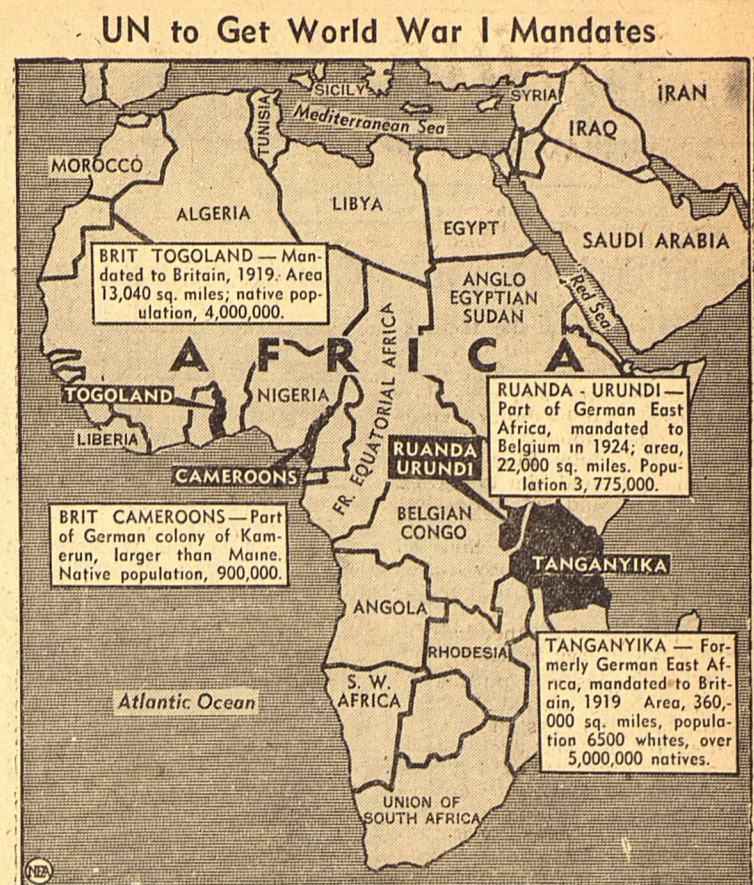 UN to Get World War I Mandates
SICILY
SYRIA
IRAN
TUNISIA
Mediterranean Sea
IRAQ
MOROCCO
ALGERIA
LIBYA
EGYPT
SAUDI ARABIA
BRIT TOGOLAND — Man-
dated to Britain, 1919. Area
13,040 sq. miles; native pop-
ulation, 4,000,000.
ANGLO
EGYPTIAN
SUDAN
Red Sea
AFRICA
TOGOLAND
NIGERIA
FR. EQUATORIAL AFRICA
LIBERIA
RUANDA - URUNDI —
Part of German East
Africa, mandated to
Belgium in 1924; area,
22,000 sq. miles. Popu-
lation 3, 775,000.
RUANDA
URUNDI
CAMEROONS
BRIT CAMEROONS — Part
of German colony of Kam-
erun, larger than Maine.
Native population, 900,000.
BELGIAN
CONGO
TANGANYIKA
ANGOLA
RHODESIA
TANGANYIKA — For-
merly German East Af-
rica, mandated to Brit-
ain, 1919 Area, 360,-
000 sq. miles, popula-
tion 6500 whites, over
5,000,000 natives.
S. W.
AFRICA
Atlantic Ocean
UNION OF
SOUTH AFRICA
NEA